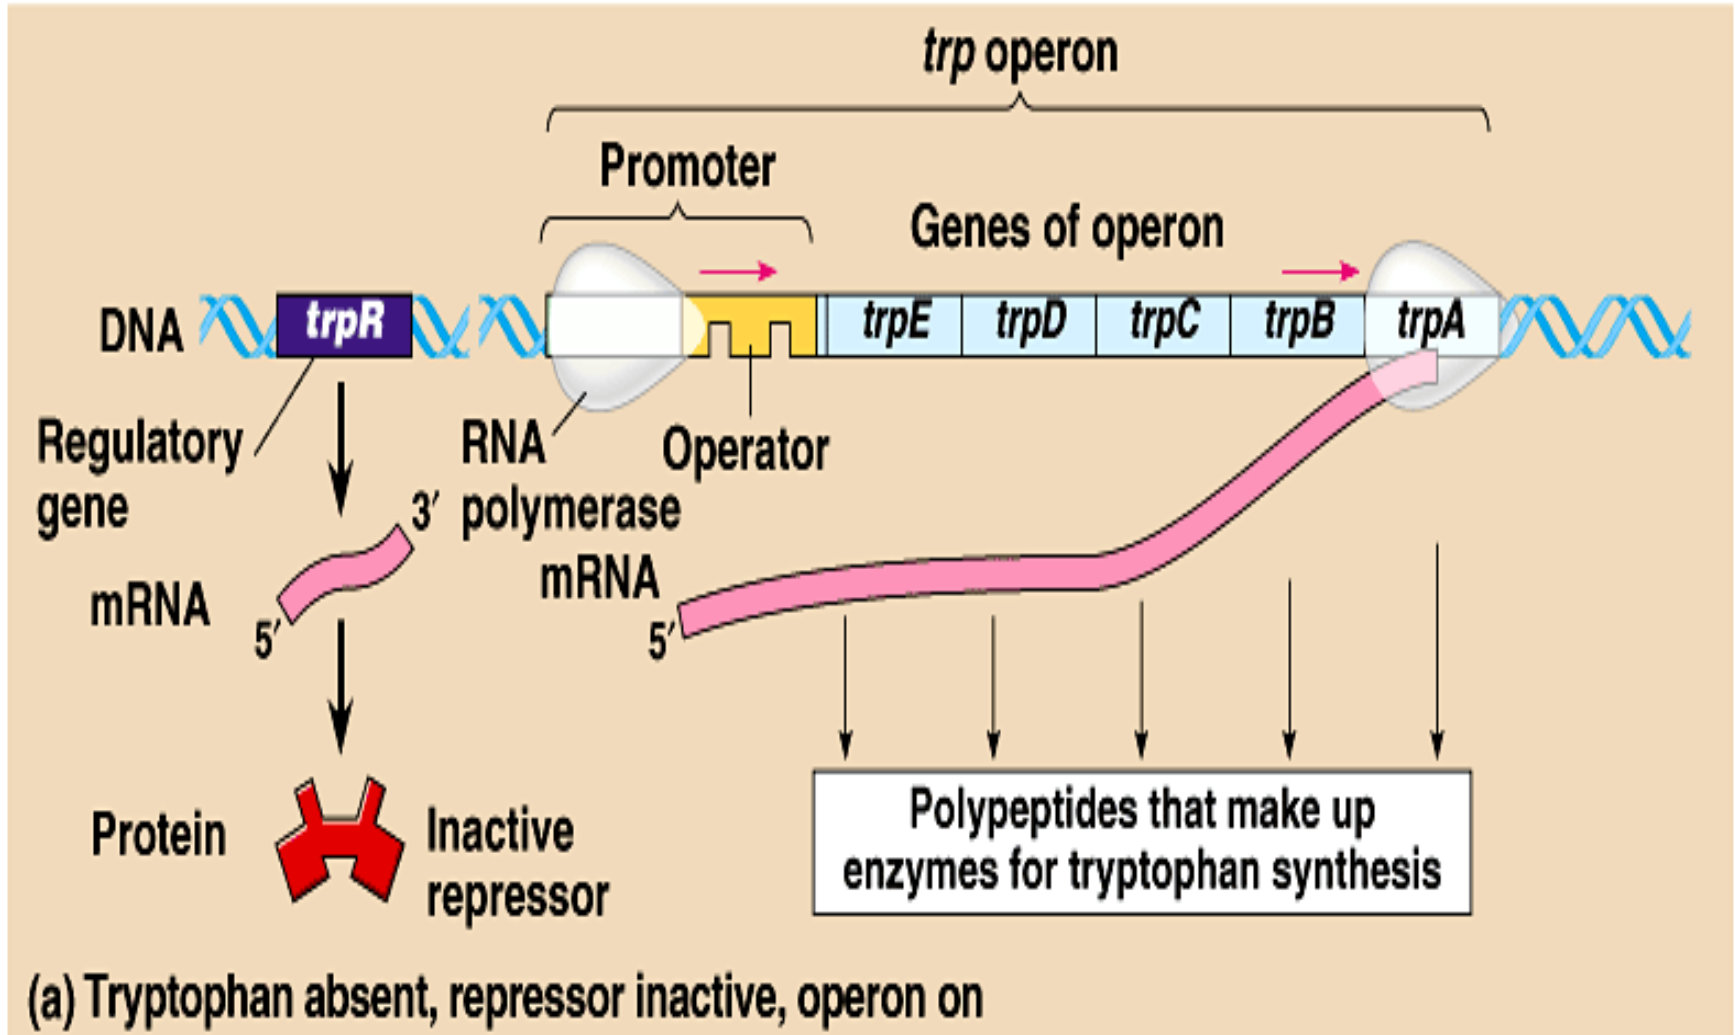 trp operon
Promoter
Genes of operon
DNA
trpR
trpE
trpD
trpC
trpB
trpA
Regulatory
gene
RNA
polymerase
Operator
3′
mRNA
5′
mRNA
5′
Protein
Inactive
repressor
Polypeptides that make up
enzymes for tryptophan synthesis
(a) Tryptophan absent, repressor inactive, operon on